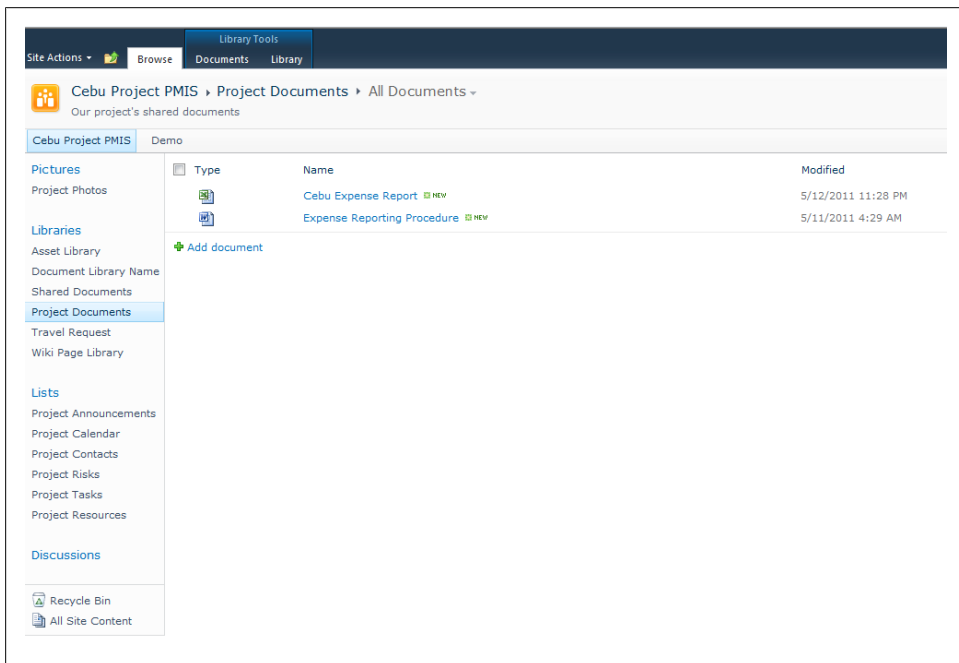 Library Tools
Site Actions Browse Documents Library
Cebu Project PMIS Project Documents All Documents
Our project's shared documents
Cebu Project PMIS Demo
Pictures
Project Photos
Libraries
Asset Library
Document Library Name
Shared Documents
Project Documents
Travel Request
Wiki Page Library
Lists
Project Announcements
Project Calendar
Project Contacts
Project Risks
Project Tasks
Project Resources
Discussions
Recycle Bin
All Site Content
Type Name Modified
Cebu Expense Report NEW 5/12/2011 11:28 PM
Expense Reporting Procedure NEW 5/11/2011 4:29 AM
Add document